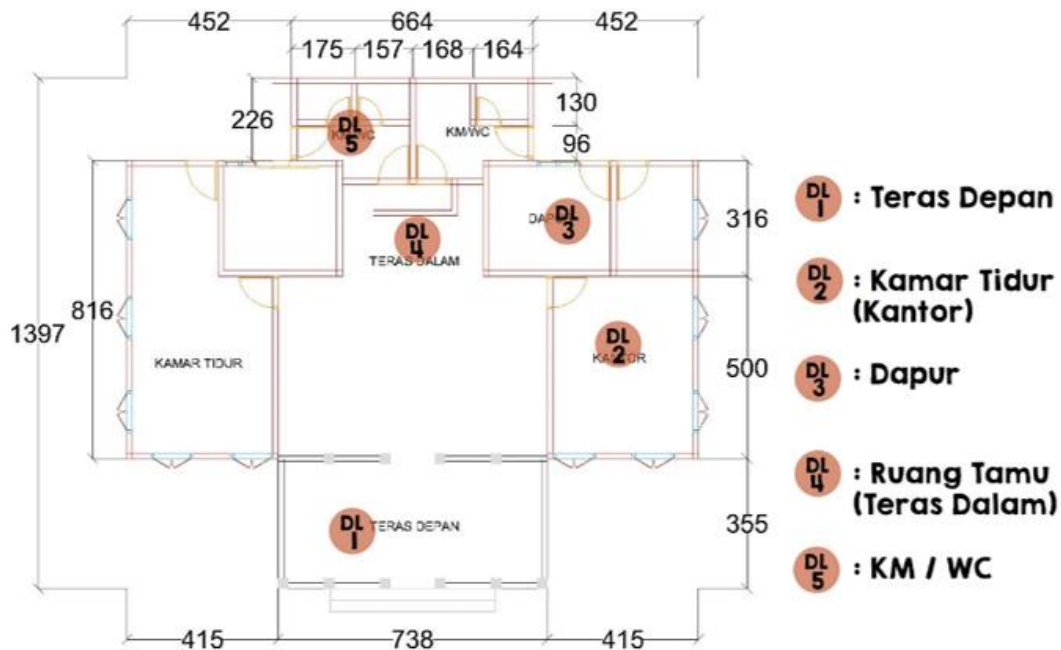 452 664 452
175 157 168 164
226
130
96
DL 5
KM/WC
DL 3
316
DL 4
TERAS DALAM
816
1397
KAMAR TIDUR
DL 2
KANTOR
500
DL 1
TERAS DEPAN
355
415 738 415
DL 1 : Teras Depan
DL 2 : Kamar Tidur
(Kantor)
DL 3 : Dapur
DL 4 : Ruang Tamu
(Teras Dalam)
DL 5 : KM / WC